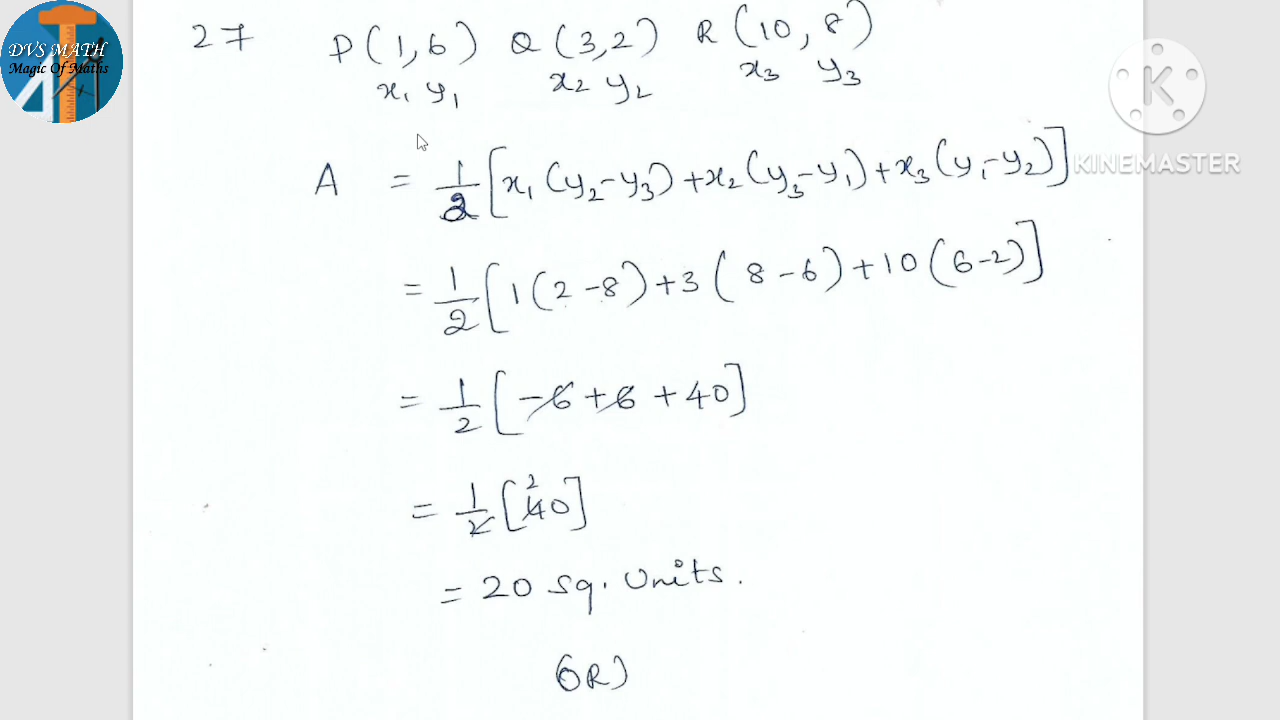 DVS MATH
Magic Of Maths
27 P(1,6) Q(3,2) R(10,8)
x₁ y₁ x₂ y₂ x₃ y₃
K
KINEMASTER
A = 1/2 [x₁(y₂-y₃)+x₂(y₃-y₁)+x₃(y₁-y₂)]
= 1/2 [1(2-8)+3(8-6)+10(6-2)]
= 1/2 [-6+6+40]
= 1/2 [40] 2
= 20 sq. units.
(OR)